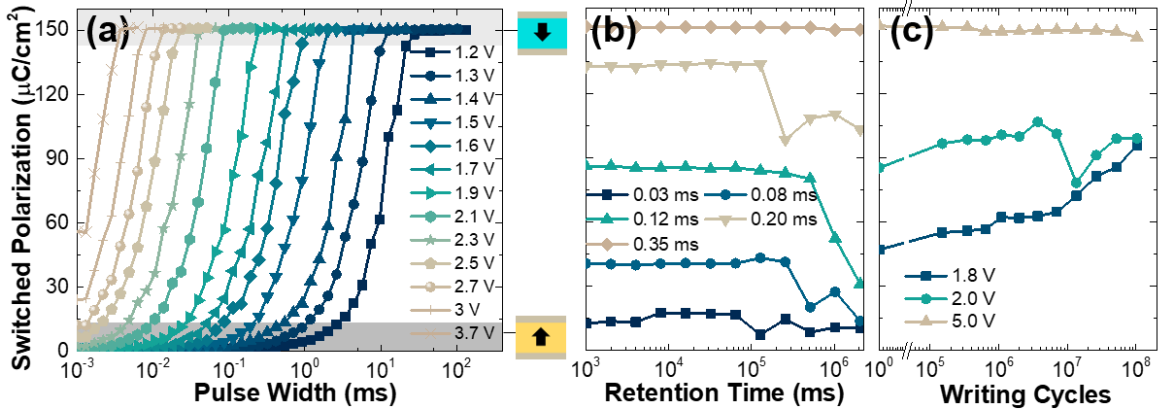 (a)
Switched Polarization (μC/cm²)
150
120
90
60
30
0
1.2 V
1.3 V
1.4 V
1.5 V
1.6 V
1.7 V
1.9 V
2.1 V
2.3 V
2.5 V
2.7 V
3 V
3.7 V
10⁻³ 10⁻² 10⁻¹ 10⁰ 10¹ 10²
Pulse Width (ms)
(b)
0.03 ms 0.08 ms
0.12 ms 0.20 ms
0.35 ms
10³ 10⁴ 10⁵ 10⁶
Retention Time (ms)
(c)
1.8 V
2.0 V
5.0 V
10⁰ 10⁵ 10⁶ 10⁷ 10⁸
Writing Cycles